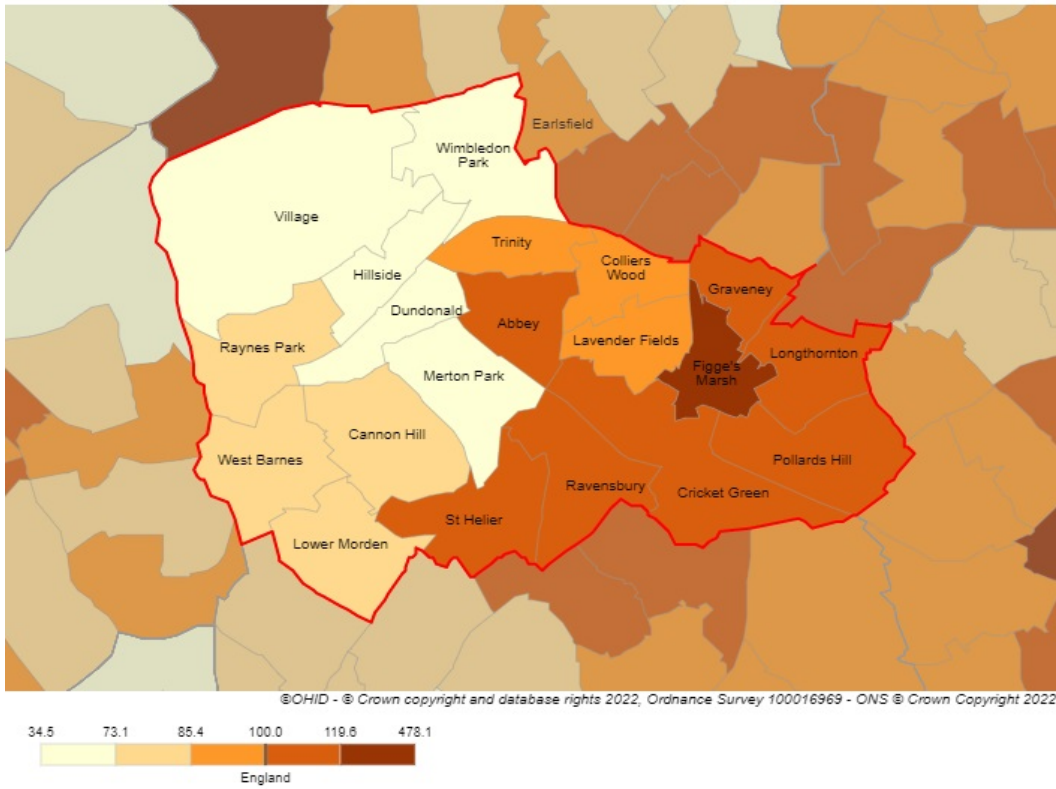 Earlsfield
Wimbledon
Park
Village
Trinity
Colliers
Wood
Hillside
Graveney
Dundonald
Abbey
Raynes Park
Lavender Fields
Longthornton
Figge's
Marsh
Merton Park
Cannon Hill
West Barnes
Pollards Hill
Ravensbury
Cricket Green
St Helier
Lower Morden
©OHID - © Crown copyright and database rights 2022, Ordnance Survey 100016969 - ONS © Crown Copyright 2022
34.5 73.1 85.4 100.0 119.6 478.1
England